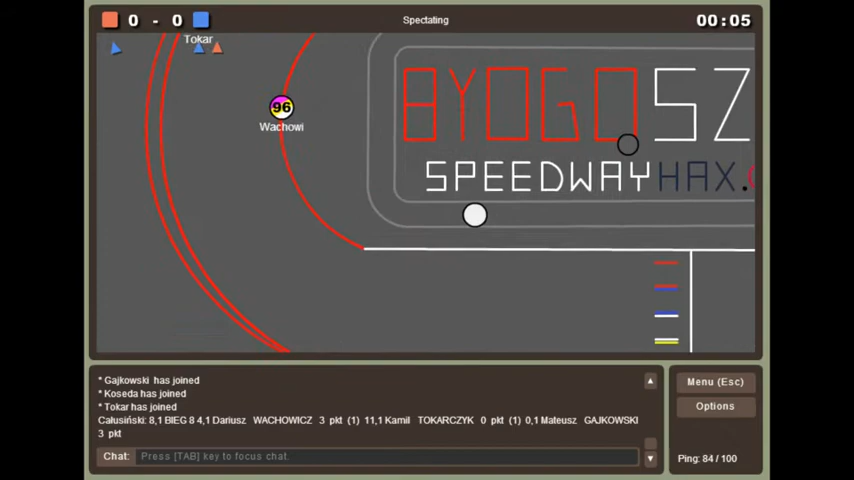 0 - 0
Spectating
00:05
Tokar
96
Wachowi
BYDGOSZ
SPEEDWAYHAX.
* Gajkowski has joined
* Koseda has joined
* Tokar has joined
Całusiński: 8,1 BIEG 8 4,1 Dariusz WACHOWICZ 3 pkt (1) 11,1 Kamil TOKARCZYK 0 pkt (1) 0,1 Mateusz GAJKOWSKI
3 pkt
Chat: Press [TAB] key to focus chat.
Menu (Esc)
Options
Ping: 84 / 100